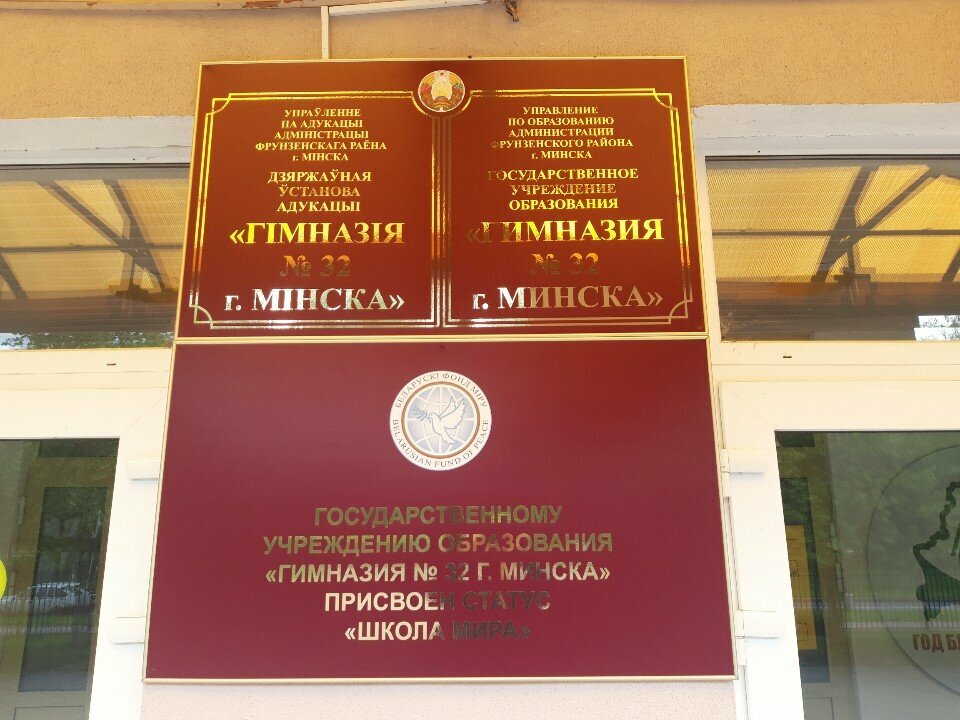 УПРАЎЛЕННЕ
ПА АДУКАЦЫІ
АДМІНІСТРАЦЫІ
ФРУНЗЕНСКАГА РАЁНА
г. МІНСКА
ДЗЯРЖАЎНАЯ
ЎСТАНОВА
АДУКАЦЫІ
«ГІМНАЗІЯ
№ 32
г. МІНСКА»
УПРАВЛЕНИЕ
ПО ОБРАЗОВАНИЮ
АДМИНИСТРАЦИИ
ФРУНЗЕНСКОГО РАЙОНА
г. МИНСКА
ГОСУДАРСТВЕННОЕ
УЧРЕЖДЕНИЕ
ОБРАЗОВАНИЯ
«ГИМНАЗИЯ
№ 32
г. МИНСКА»
БЕЛАРУСКІ ФОНД МІРУ
BELARUSIAN FUND OF PEACE
ГОСУДАРСТВЕННОМУ
УЧРЕЖДЕНИЮ ОБРАЗОВАНИЯ
«ГИМНАЗИЯ № 32 Г. МИНСКА»
ПРИСВОЕН СТАТУС
«ШКОЛА МИРА»
ГОД